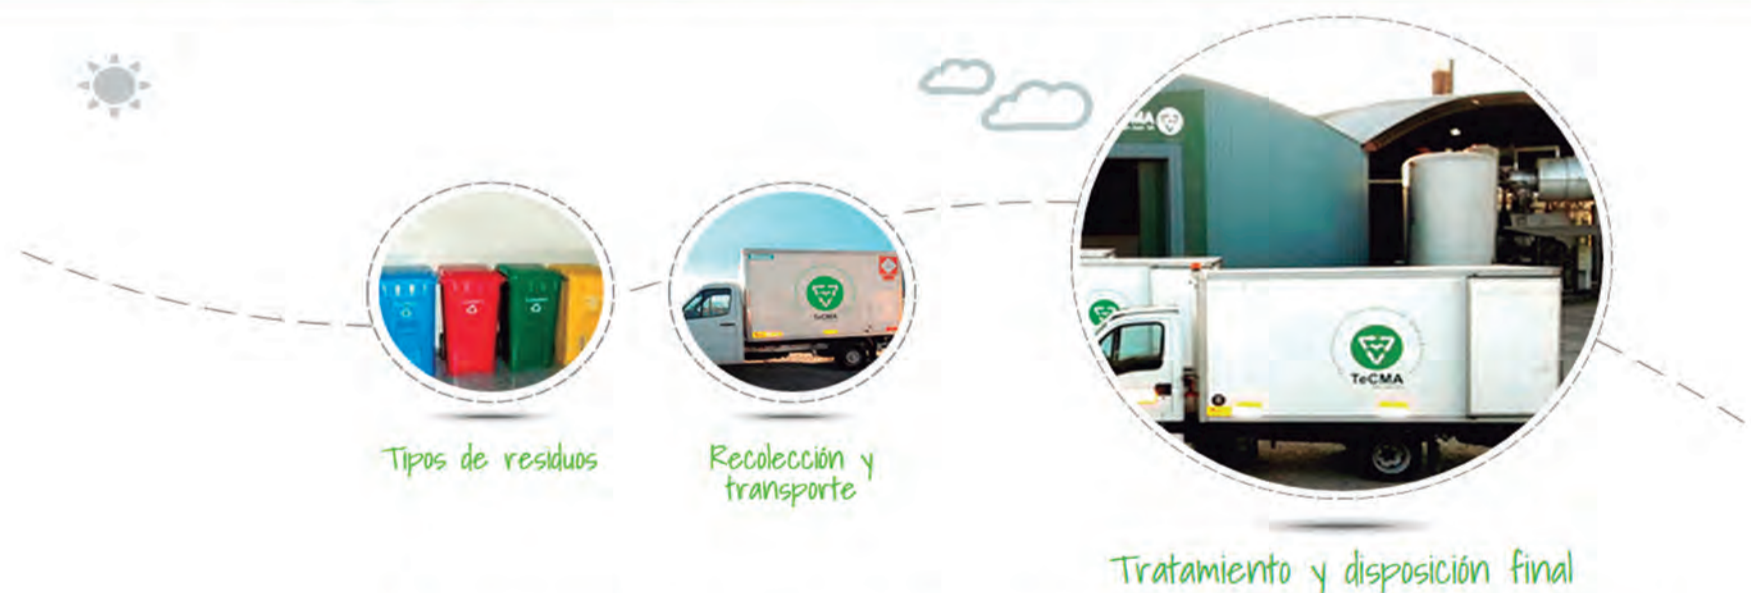 Tipos de residuos
Recolección y
transporte
TeCMA
TeCMA
Tratamiento y disposición final